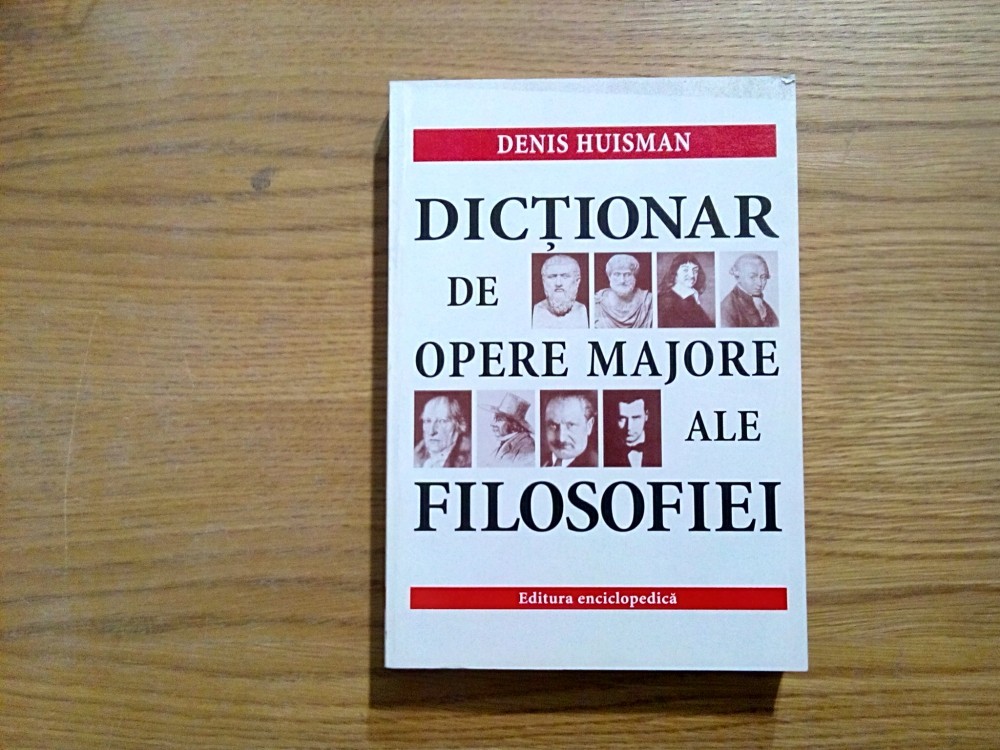 DENIS HUISMAN
DICȚIONAR
DE
OPERE MAJORE
ALE
FILOSOFIEI
Editura enciclopedică